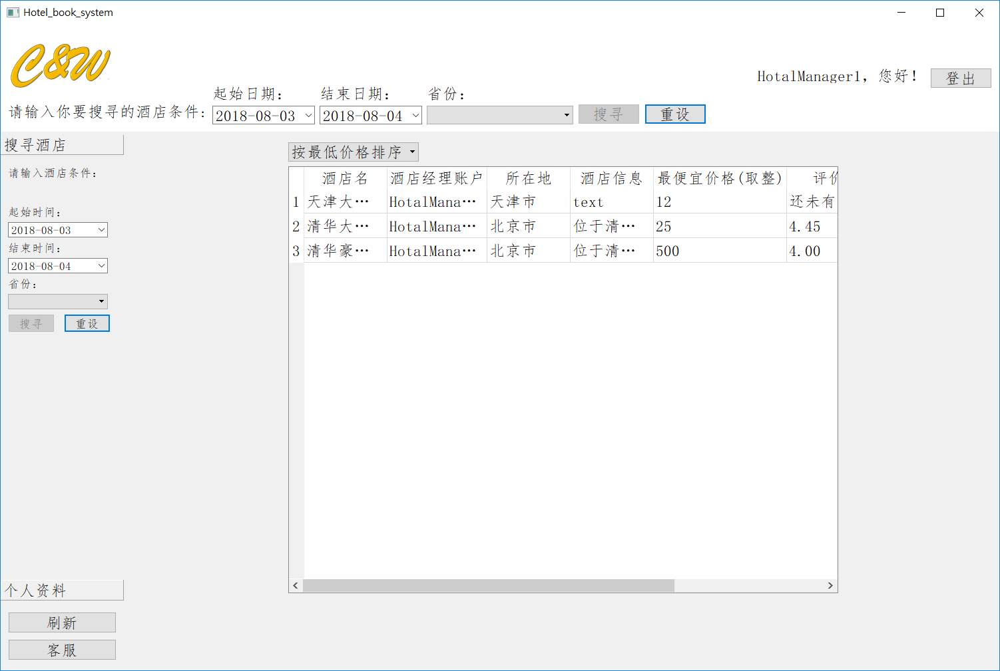 Hotel_book_system
C&W
HotalManager1, 您好!
登出
起始日期:
结束日期:
省份:
请输入你要搜寻的酒店条件:
2018-08-03
2018-08-04
搜寻
重设
搜寻酒店
请输入酒店条件:
起始时间:
2018-08-03
结束时间:
2018-08-04
省份:
搜寻
重设
按最低价格排序
酒店名 酒店经理账户 所在地 酒店信息 最便宜价格(取整) 评价
1 天津大… HotalMana… 天津市 text 12 还未有
2 清华大… HotalMana… 北京市 位于清… 25 4.45
3 清华豪… HotalMana… 北京市 位于清… 500 4.00
个人资料
刷新
客服